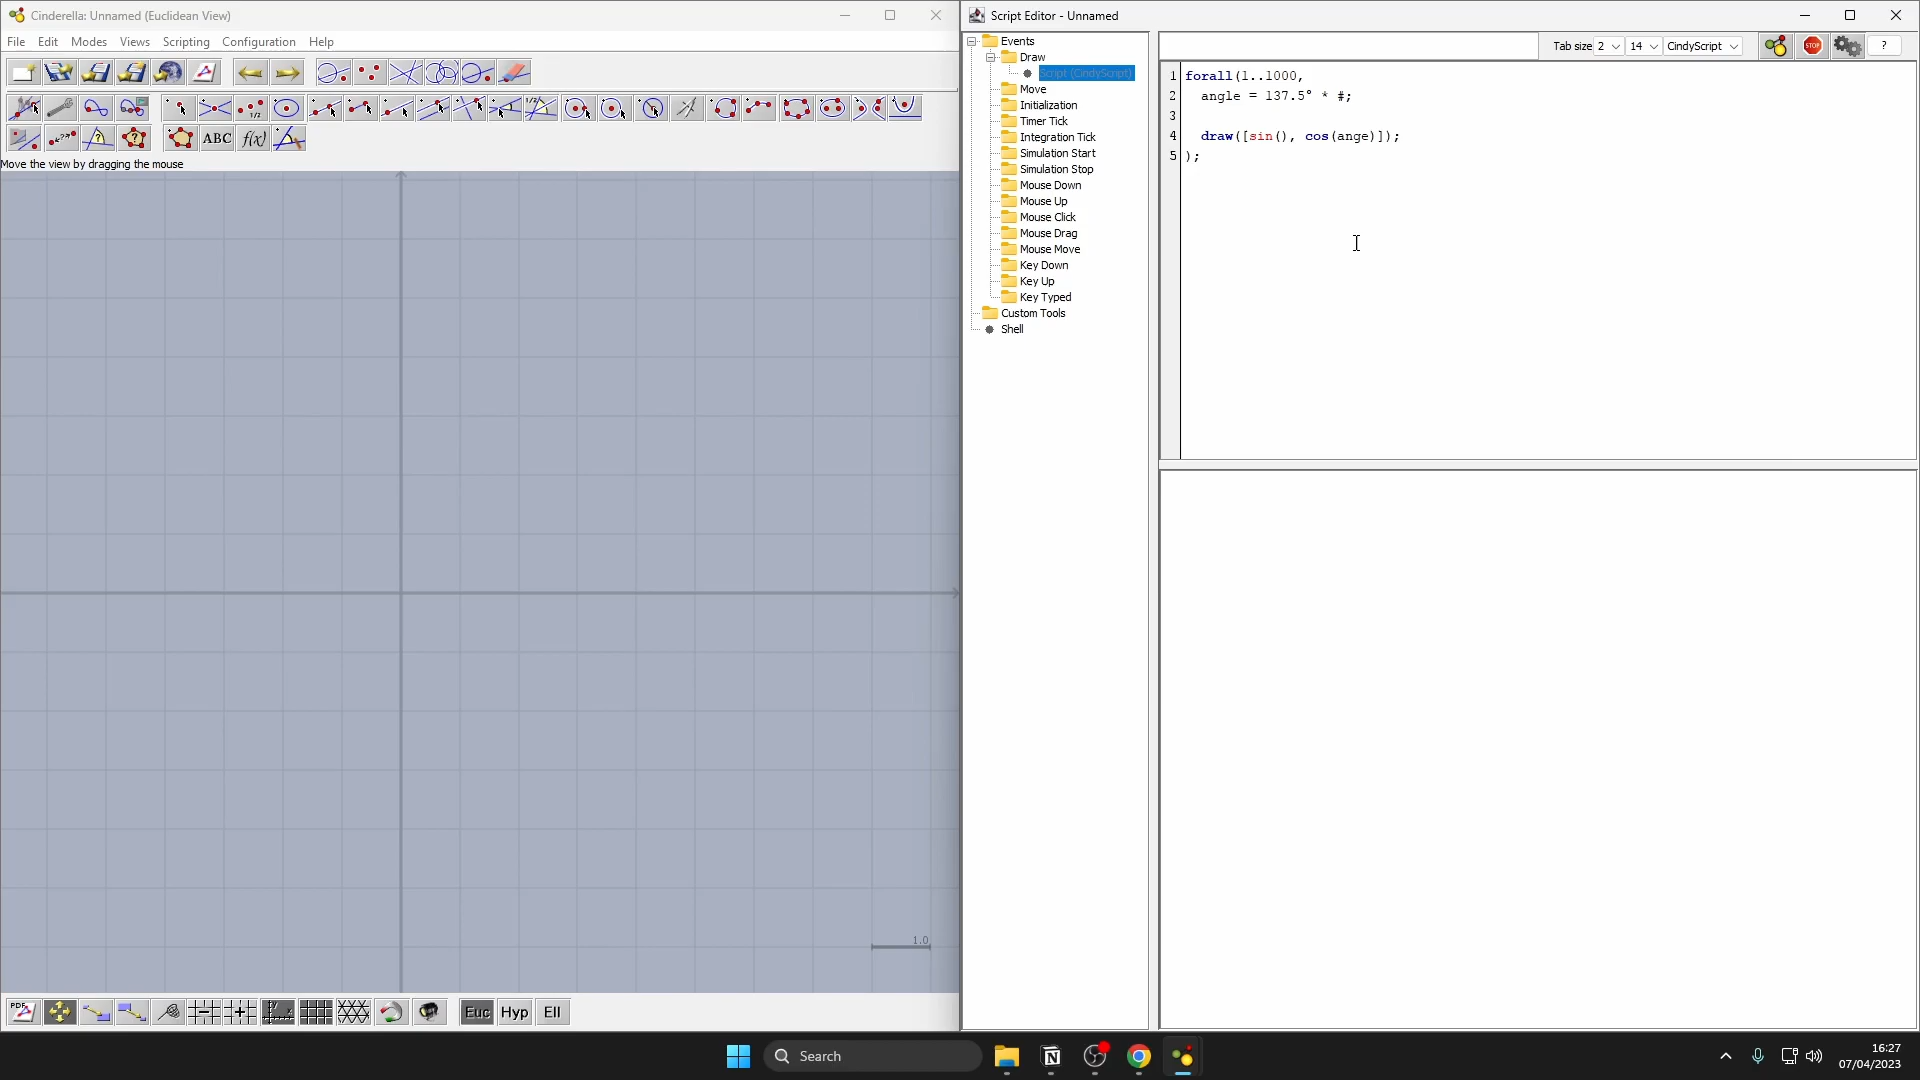 Cinderella: Unnamed (Euclidean View)
File Edit Modes Views Scripting Configuration Help
ABC f(x)
Move the view by dragging the mouse
1.0
PDF Euc Hyp Ell
Script Editor - Unnamed
Tab size 2 14 CindyScript STOP ?
Events
Draw
Script (CindyScript)
Move
Initialization
Timer Tick
Integration Tick
Simulation Start
Simulation Stop
Mouse Down
Mouse Up
Mouse Click
Mouse Drag
Mouse Move
Key Down
Key Up
Key Typed
Custom Tools
Shell
1 forall(1..1000,
2 angle = 137.5° * #;
3
4 draw([sin(), cos(ange)]);
5 );
Search
16:27
07/04/2023